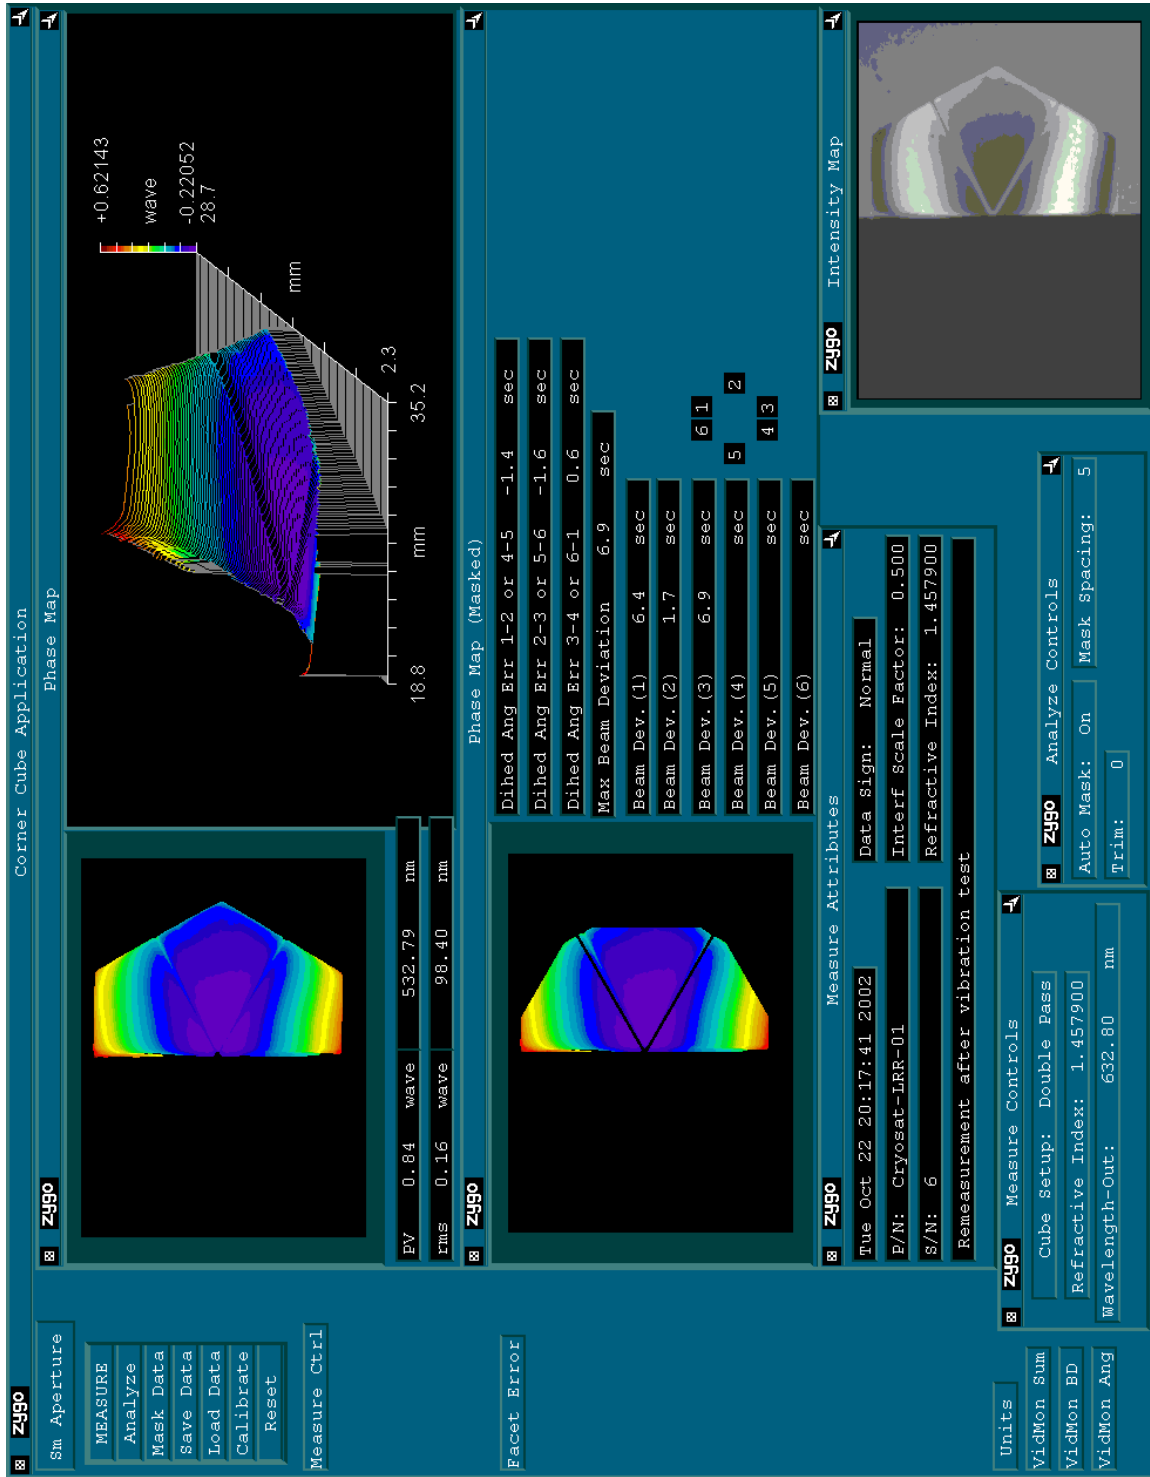 zygo
Corner Cube Application
Sm Aperture
MEASURE
Analyze
Mask Data
Save Data
Load Data
Calibrate
Reset
Measure Ctrl
Facet Error
Units
VidMon Sum
VidMon BD
VidMon Ang
zygo
Phase Map
PV 0.84 wave 532.79 nm
rms 0.16 wave 98.40 nm
+0.62143
wave
-0.22052
28.7
mm
2.3
35.2
mm
18.8
zygo
Phase Map (Masked)
Dihed Ang Err 1-2 or 4-5 -1.4 sec
Dihed Ang Err 2-3 or 5-6 -1.6 sec
Dihed Ang Err 3-4 or 6-1 0.6 sec
Max Beam Deviation 6.9 sec
Beam Dev.(1) 6.4 sec
Beam Dev.(2) 1.7 sec
Beam Dev.(3) 6.9 sec
Beam Dev.(4) sec
Beam Dev.(5) sec
Beam Dev.(6) sec
6 1
5 2
4 3
zygo
Measure Attributes
Tue Oct 22 20:17:41 2002
Data Sign: Normal
P/N: Cryosat-LRR-01
Interf Scale Factor: 0.500
S/N: 6
Refractive Index: 1.457900
Remeasurement after vibration test
zygo
Intensity Map
zygo
Measure Controls
Cube Setup: Double Pass
Refractive Index: 1.457900
Wavelength-Out: 632.80 nm
zygo
Analyze Controls
Auto Mask: On
Mask Spacing: 5
Trim: 0